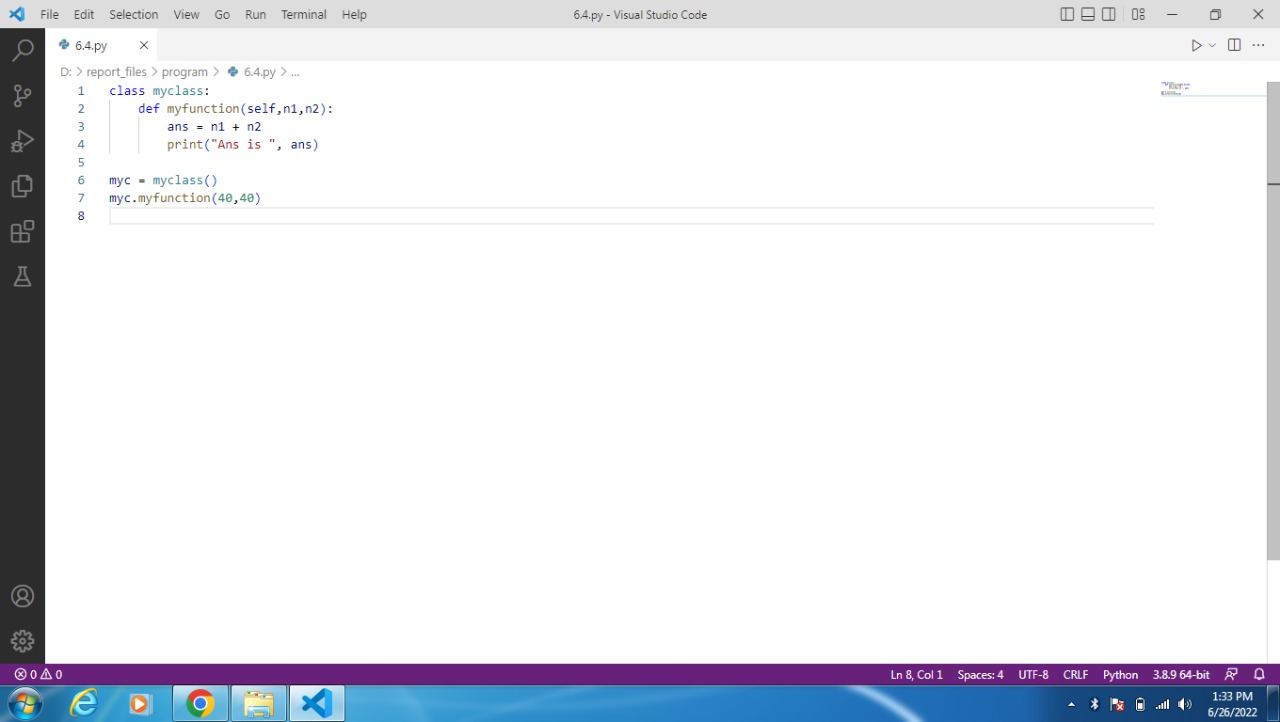 File Edit Selection View Go Run Terminal Help 6.4.py - Visual Studio Code
6.4.py
D: > report_files > program > 6.4.py > ...
1 class myclass:
2     def myfunction(self,n1,n2):
3         ans = n1 + n2
4         print("Ans is ", ans)
5
6 myc = myclass()
7 myc.myfunction(40,40)
8
0 0 Ln 8, Col 1 Spaces: 4 UTF-8 CRLF Python 3.8.9 64-bit
1:33 PM
6/26/2022